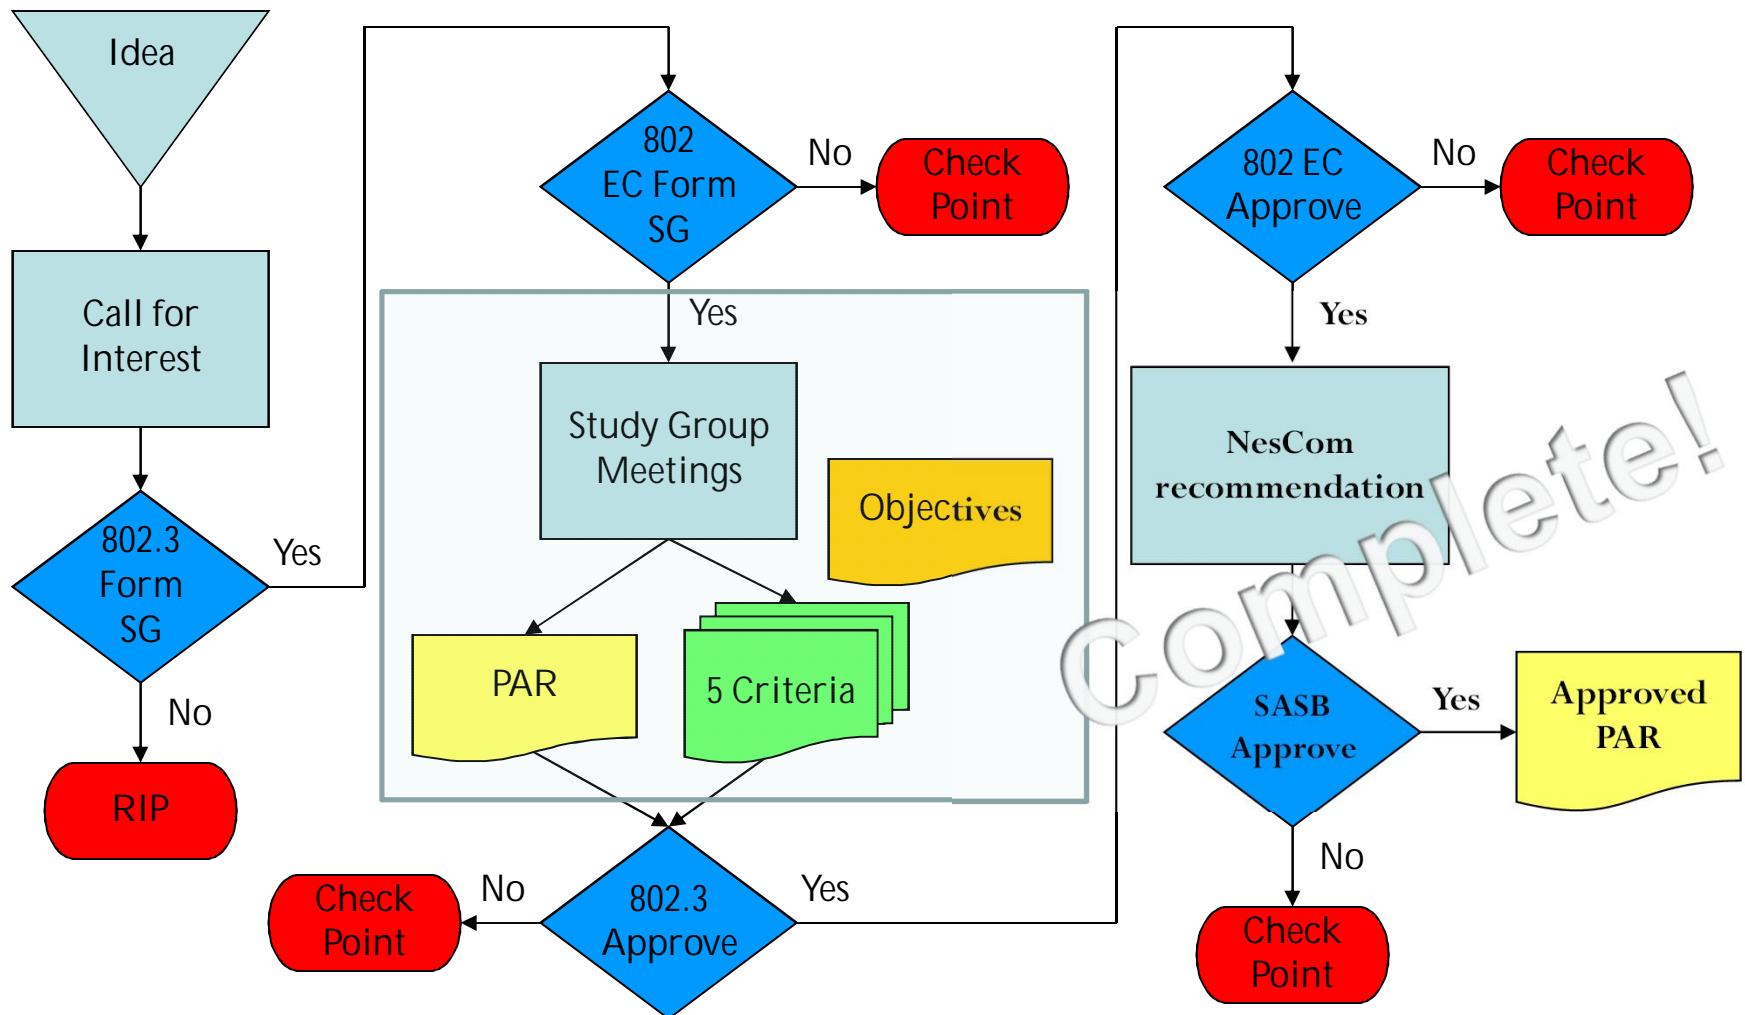 Idea
Call for
Interest
802.3
Form
SG
Yes
No
RIP
802
EC Form
SG
No
Check
Point
Yes
Study Group
Meetings
Objectives
PAR
5 Criteria
802.3
Approve
No
Check
Point
Yes
802 EC
Approve
No
Check
Point
Yes
NesCom
recommendation
Complete!
SASB
Approve
Yes
Approved
PAR
No
Check
Point